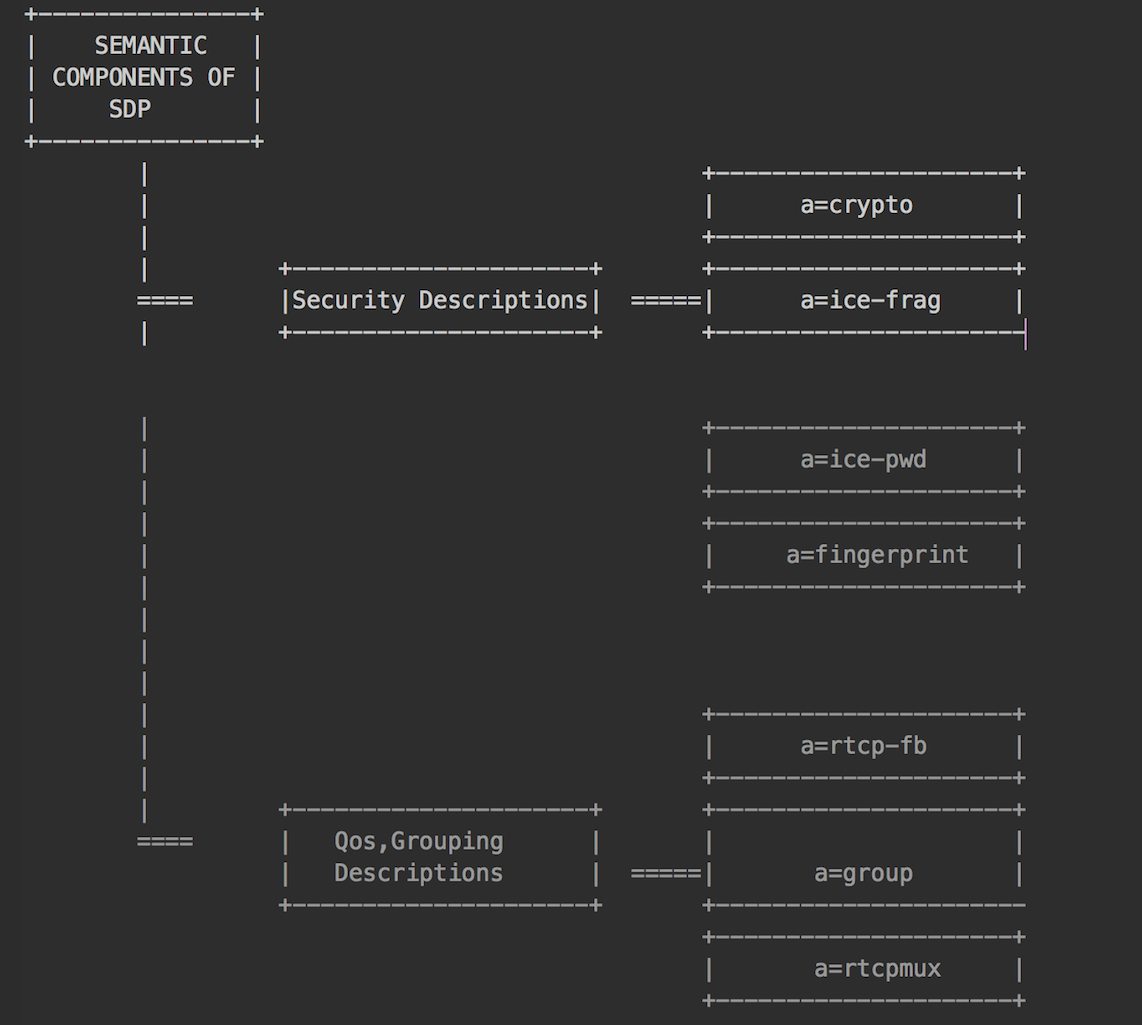 SEMANTIC
COMPONENTS OF
SDP
a=crypto
==== |Security Descriptions| =====| a=ice-frag |
a=ice-pwd
a=fingerprint
a=rtcp-fb
==== | Qos,Grouping |
| Descriptions | =====| a=group |
a=rtcpmux